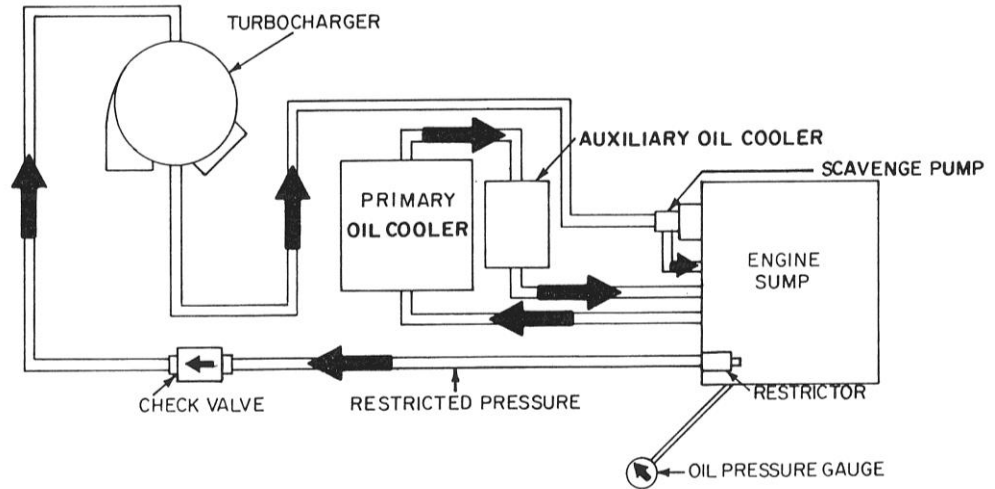 TURBOCHARGER
AUXILIARY OIL COOLER
SCAVENGE PUMP
PRIMARY
OIL COOLER
ENGINE
SUMP
CHECK VALVE
RESTRICTED PRESSURE
RESTRICTOR
OIL PRESSURE GAUGE